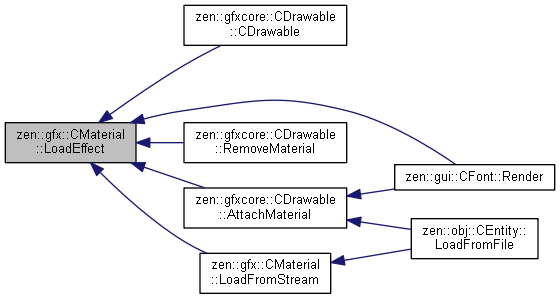 zen::gfxcore::CDrawable
::CDrawable
zen::gfx::CMaterial
::LoadEffect
zen::gfxcore::CDrawable
::RemoveMaterial
zen::gui::CFont::Render
zen::gfxcore::CDrawable
::AttachMaterial
zen::obj::CEntity::
LoadFromFile
zen::gfx::CMaterial
::LoadFromStream